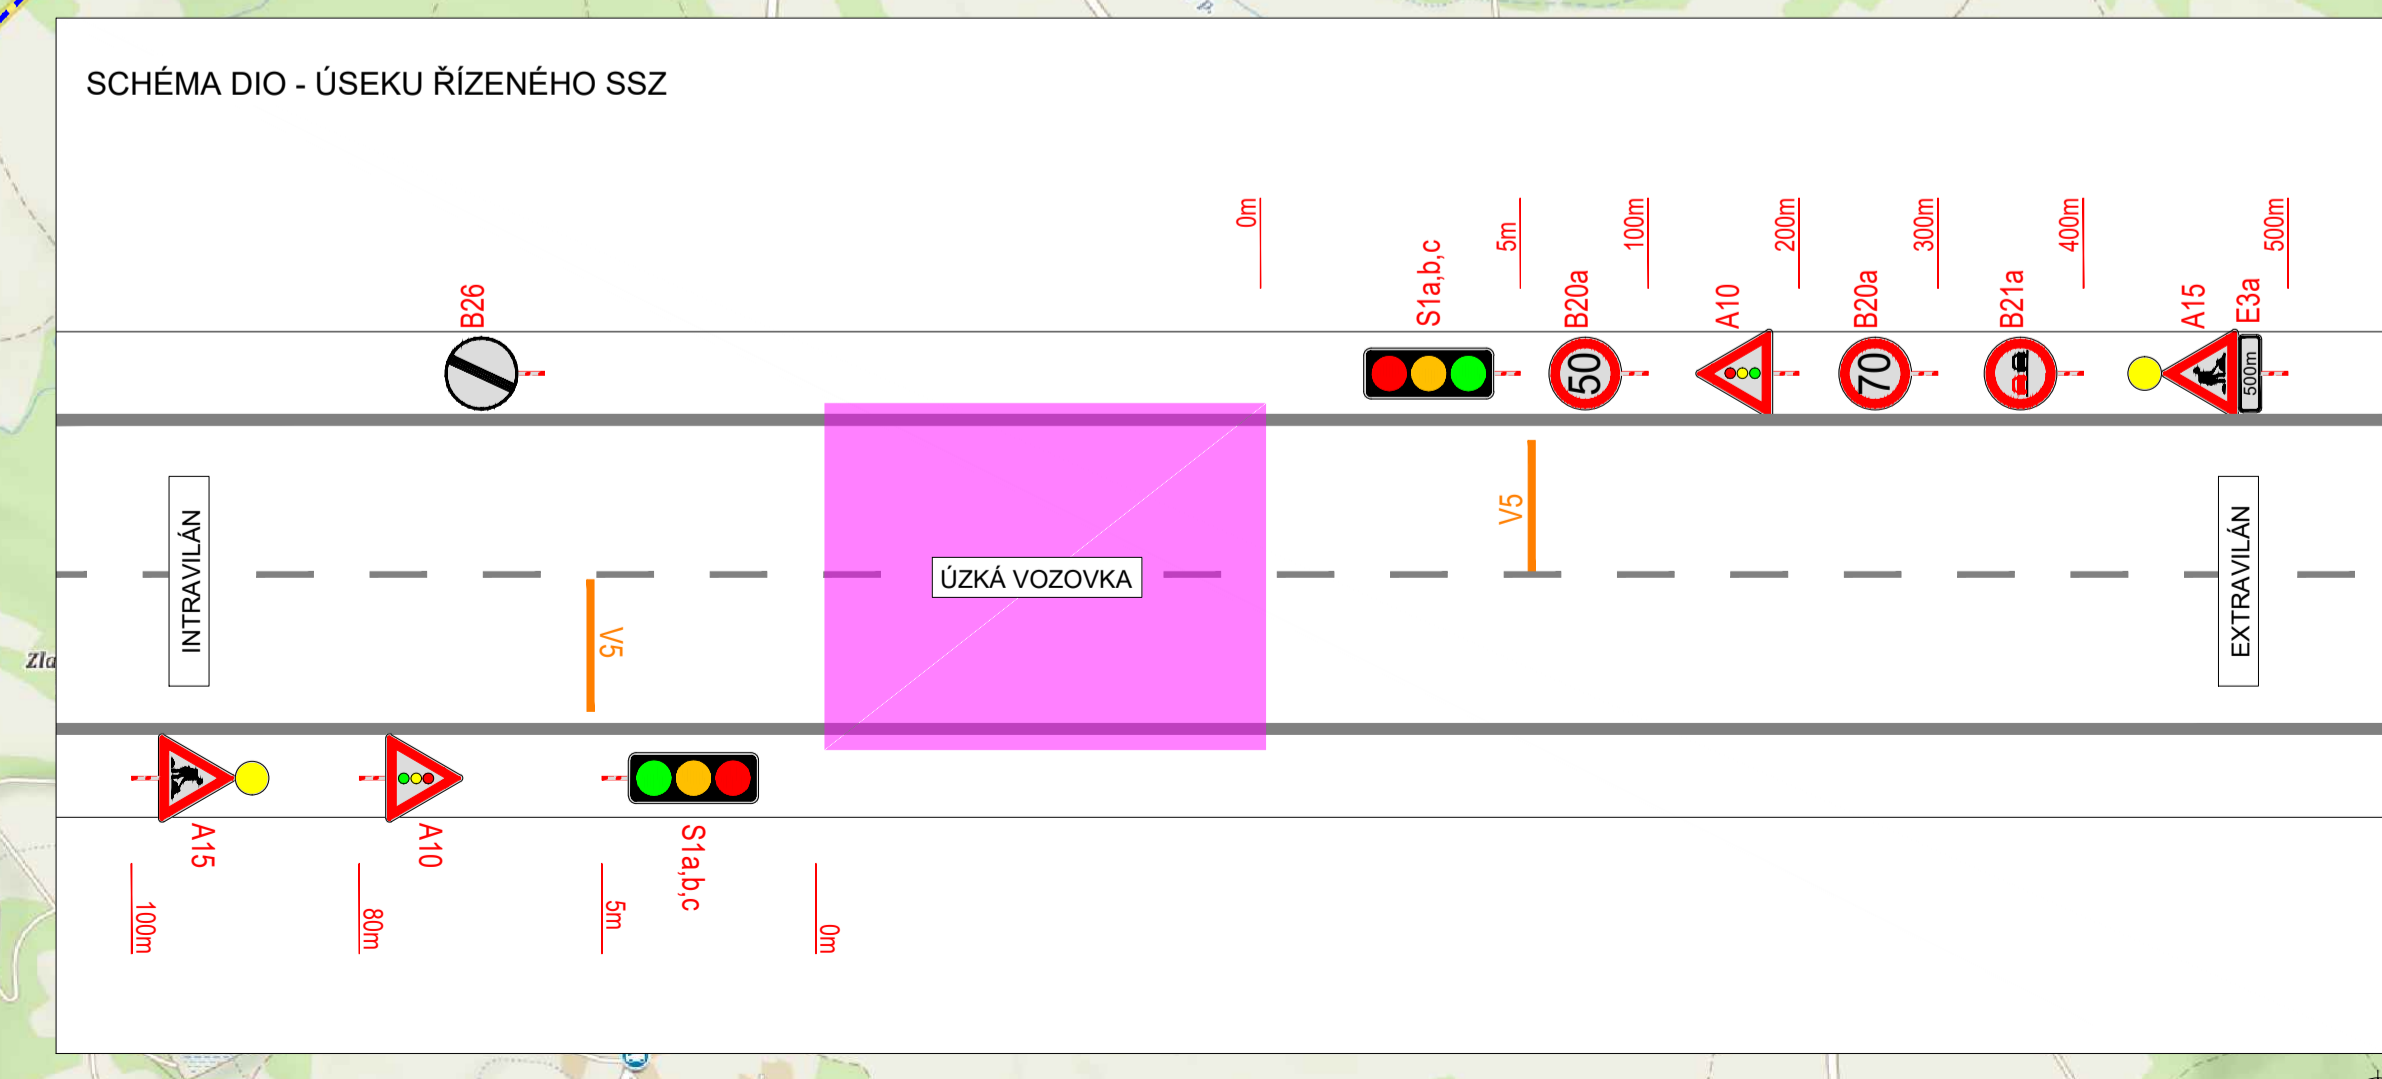 SCHÉMA DIO - ÚSEKU ŘÍZENÉHO SSZ
0m
5m
100m
200m
300m
400m
500m
B26
S1a,b,c
B20a
A10
B20a
B21a
A15
E3a
50
70
500m
V5
INTRAVILÁN
ÚZKÁ VOZOVKA
EXTRAVILÁN
V5
Zla
A15
A10
S1a,b,c
100m
80m
5m
0m